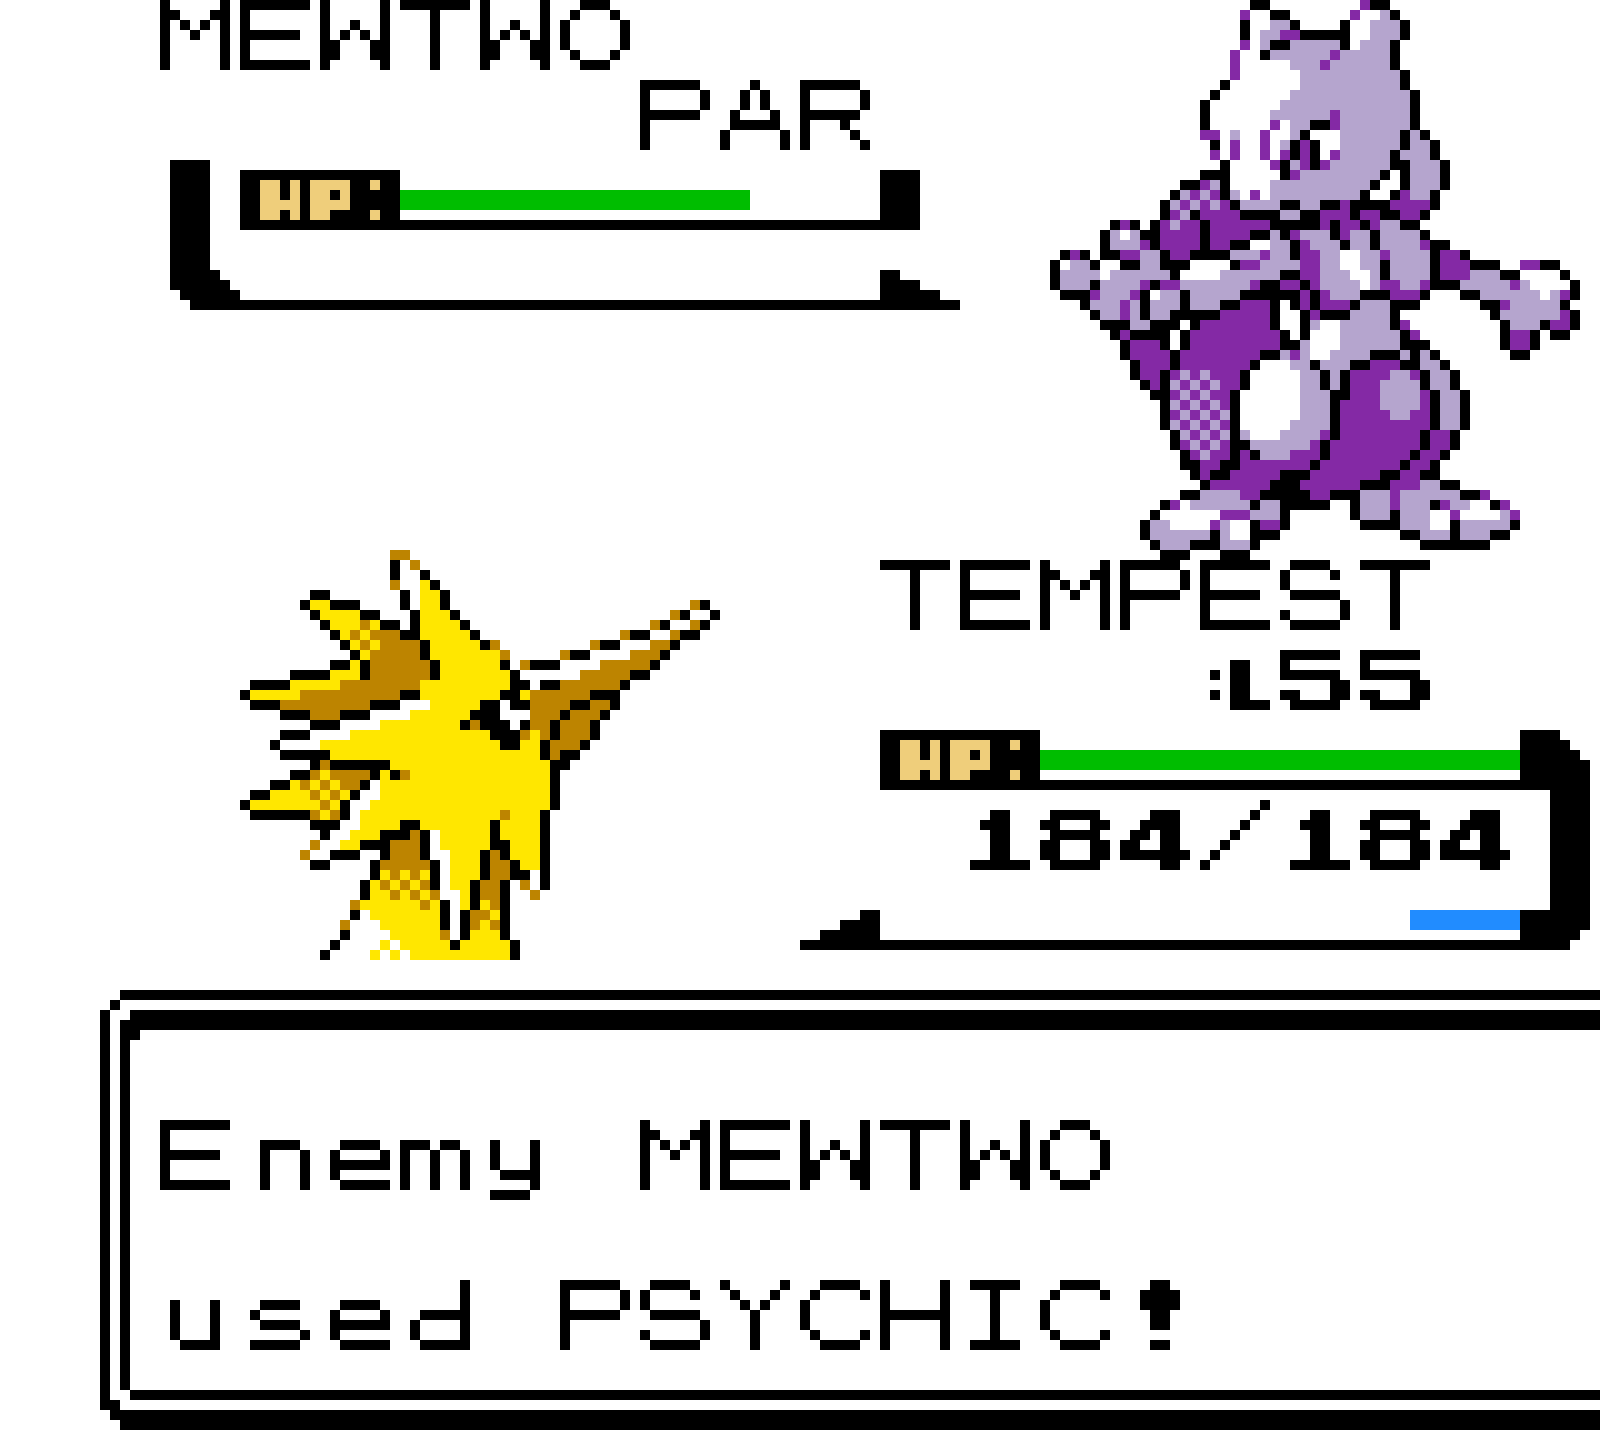 MEWTWO
PAR
HP:
TEMPEST
:L55
HP:
184/184
Enemy MEWTWO
used PSYCHIC!